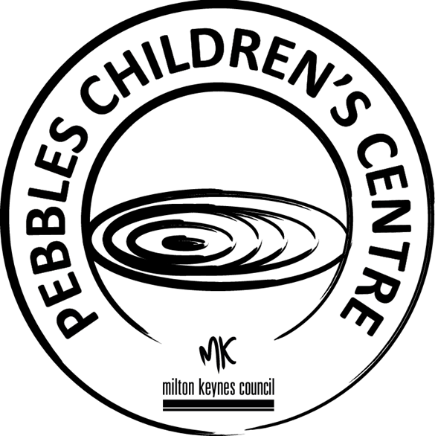 PEBBLES CHILDREN'S CENTRE
MK
milton keynes council